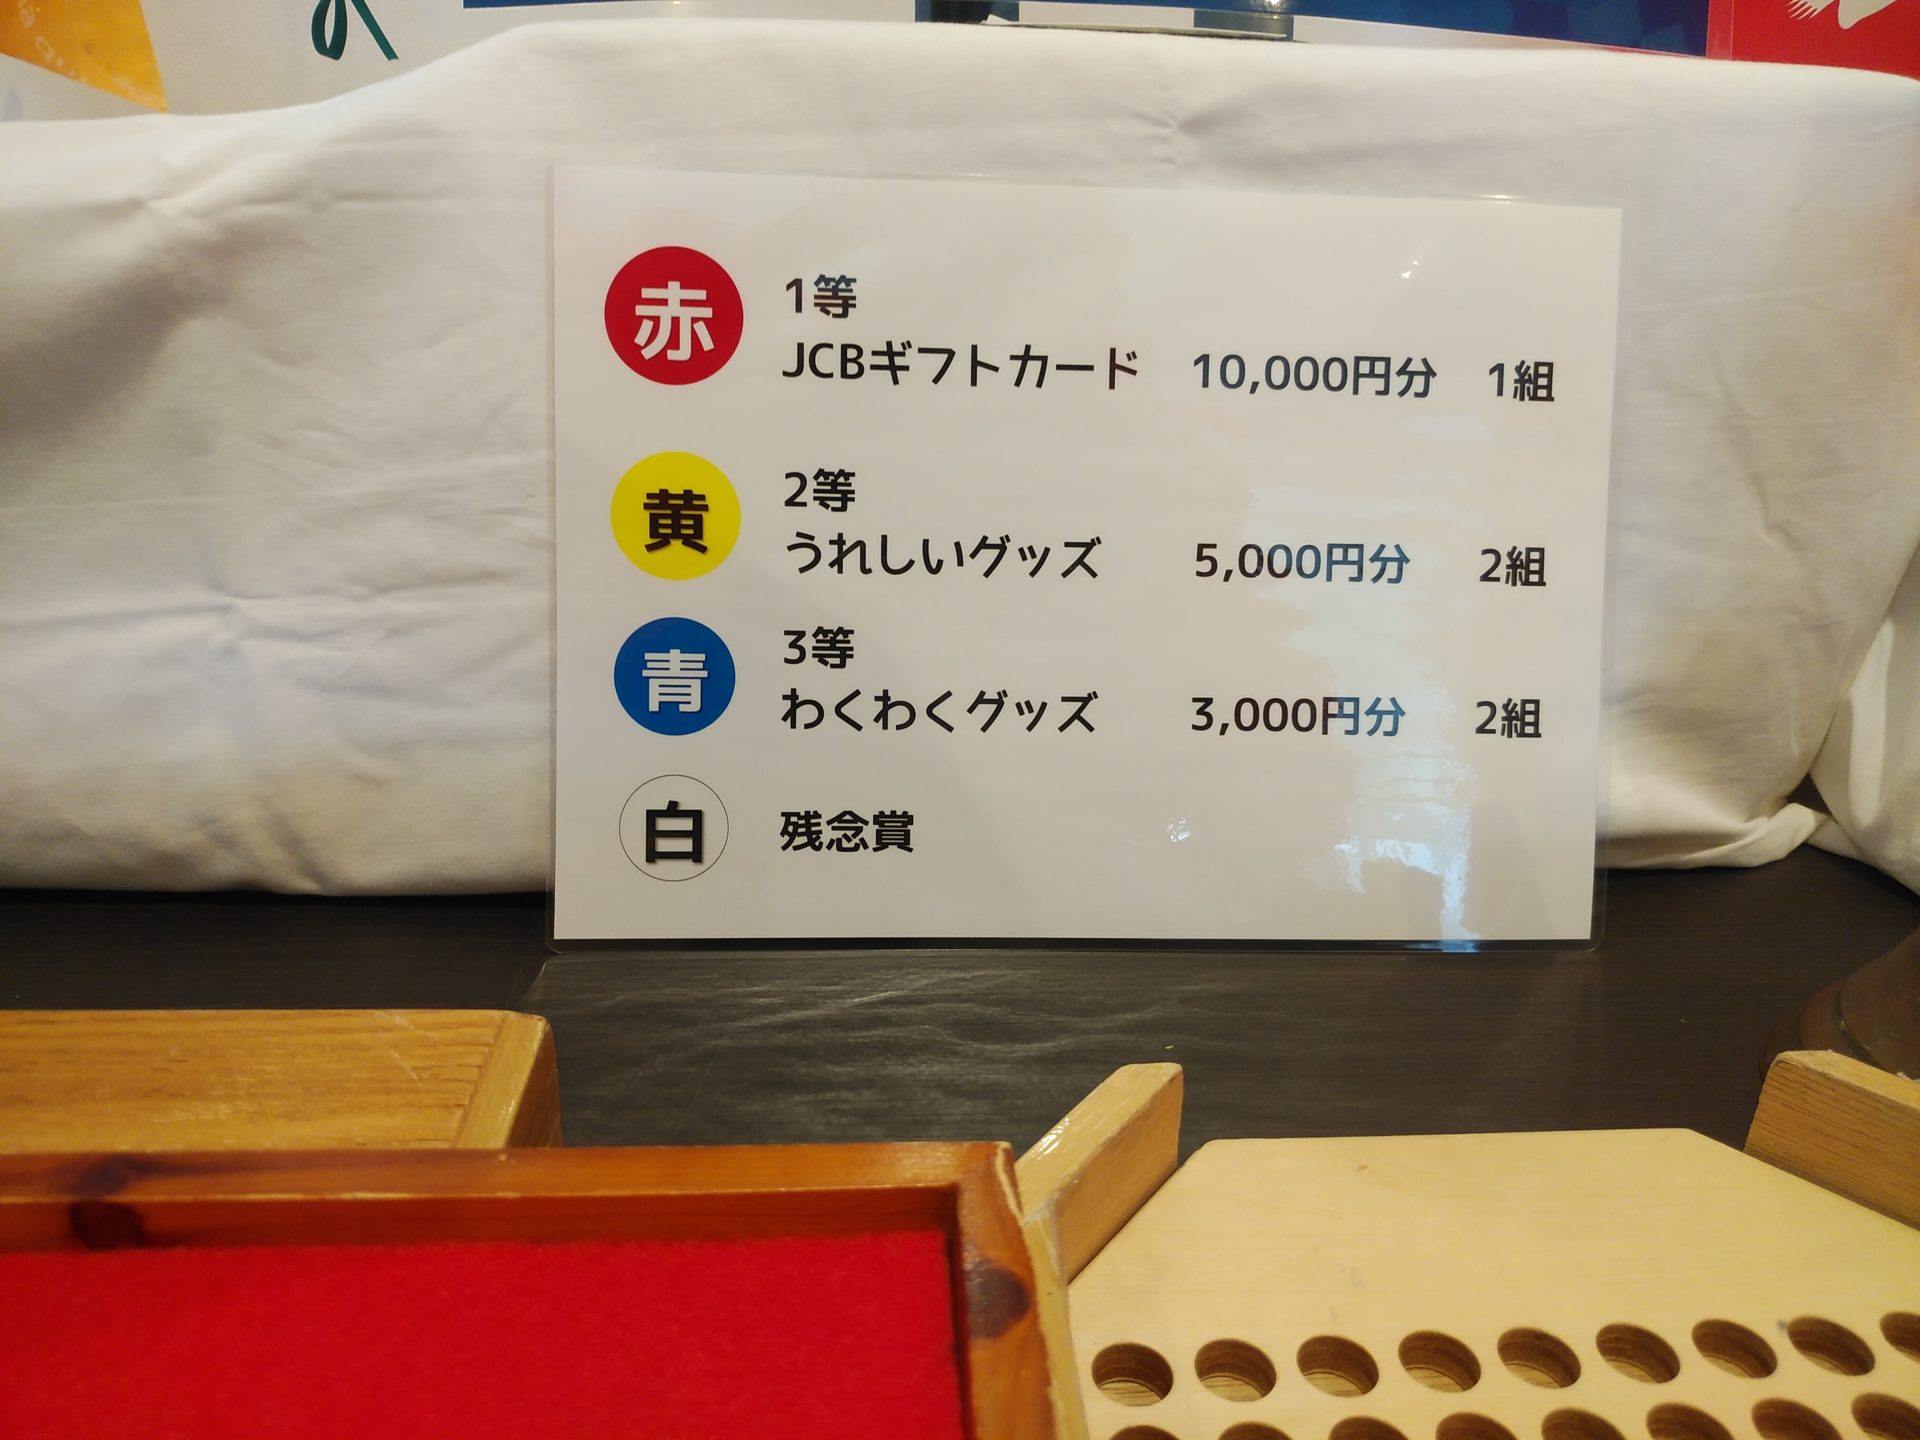 赤 1等
JCBギフトカード 10,000円分 1組
黄 2等
うれしいグッズ 5,000円分 2組
青 3等
わくわくグッズ 3,000円分 2組
白 残念賞